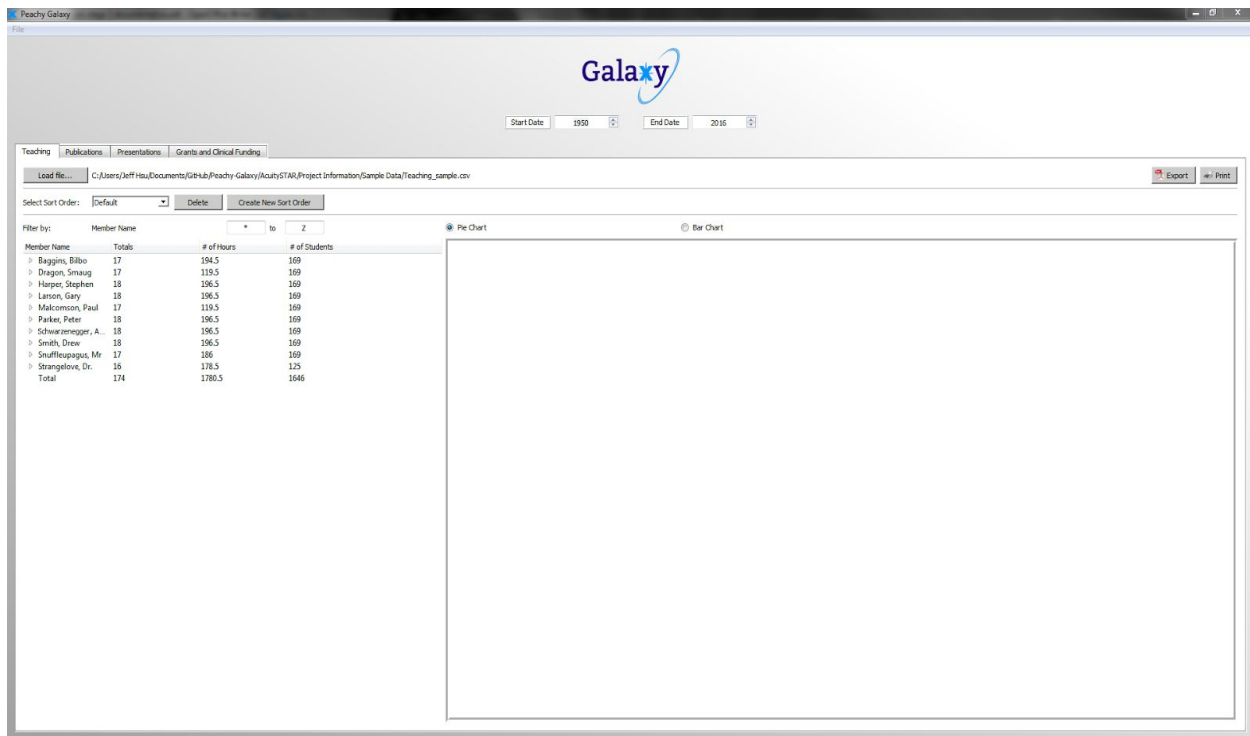 Peachy Galaxy
File
Galaxy
Start Date 1950 End Date 2016
Teaching Publications Presentations Grants and Clinical Funding
Load file... C:/Users/Jeff Hsu/Documents/GitHub/Peachy-Galaxy/AcuitySTAR/Project Information/Sample Data/Teaching_sample.csv Export Print
Select Sort Order: Default Delete Create New Sort Order
Filter by: Member Name * to Z Pie Chart Bar Chart
Member Name Totals # of Hours # of Students
Baggins, Bilbo 17 194.5 169
Dragon, Smaug 17 119.5 169
Harper, Stephen 18 196.5 169
Larson, Gary 18 196.5 169
Malcomson, Paul 17 119.5 169
Parker, Peter 18 196.5 169
Schwarzenegger, A... 18 196.5 169
Smith, Drew 18 196.5 169
Snuffleupagus, Mr 17 186 169
Strangelove, Dr. 16 178.5 125
Total 174 1780.5 1646